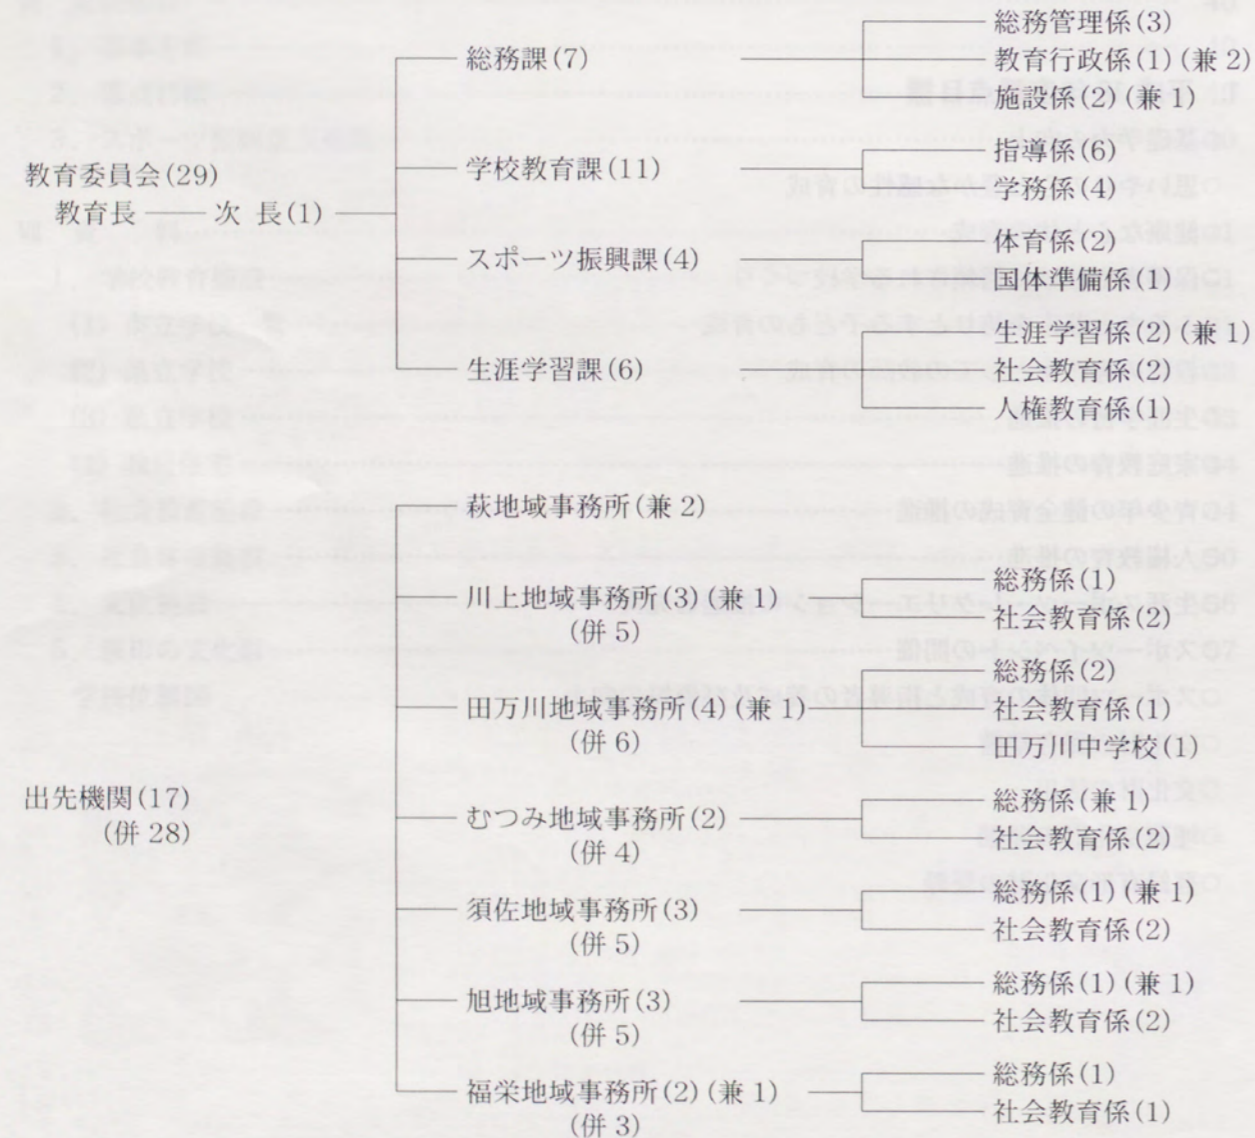 教育委員会(29)
教育長 次 長(1)
総務課(7)
総務管理係(3)
教育行政係(1)(兼 2)
施設係(2)(兼 1)
学校教育課(11)
指導係(6)
学務係(4)
スポーツ振興課(4)
体育係(2)
国体準備係(1)
生涯学習課(6)
生涯学習係(2)(兼 1)
社会教育係(2)
人権教育係(1)
出先機関(17)
(併 28)
萩地域事務所(兼 2)
川上地域事務所(3)(兼 1)
(併 5)
総務係(1)
社会教育係(2)
田万川地域事務所(4)(兼 1)
(併 6)
総務係(2)
社会教育係(1)
田万川中学校(1)
むつみ地域事務所(2)
(併 4)
総務係(兼 1)
社会教育係(2)
須佐地域事務所(3)
(併 5)
総務係(1)(兼 1)
社会教育係(2)
旭地域事務所(3)
(併 5)
総務係(1)(兼 1)
社会教育係(2)
福栄地域事務所(2)(兼 1)
(併 3)
総務係(1)
社会教育係(1)